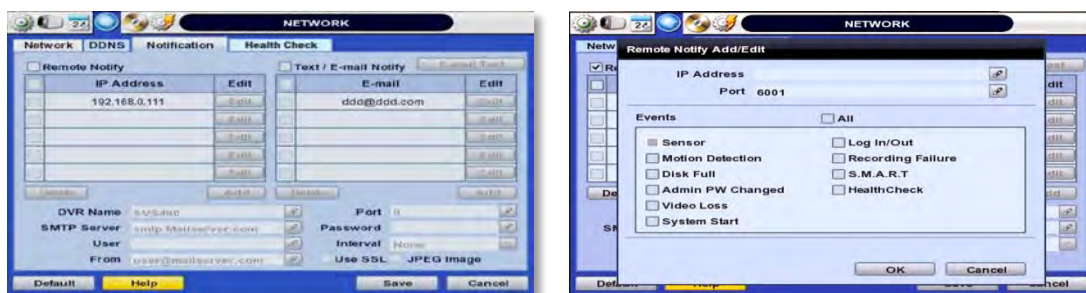 NETWORK
Network DDNS Notification Health Check
Remote Notify
Text / E-mail Notify
IP Address Edit
E-mail Edit
192.168.0.111 Edit
ddd@ddd.com Edit
Edit
Edit
Edit
Edit
Delete Add
DVR Name
Port 0
SMTP Server smtp.Mailserver.com
Password
User
Interval None
From user@mailserver.com
Use SSL JPEG Image
Default Help Save Cancel
NETWORK
Netw
Remote Notify Add/Edit
IP Address
Port 6001
Events All
Sensor Log In/Out
Motion Detection Recording Failure
Disk Full S.M.A.R.T
Admin PW Changed HealthCheck
Video Loss
System Start
OK Cancel